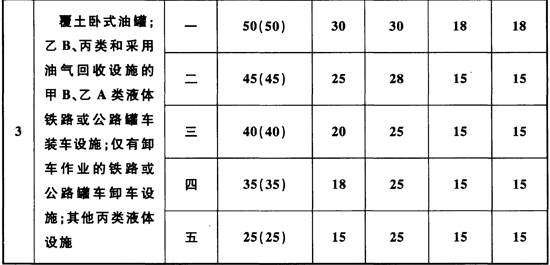 3
覆土卧式油罐;
乙B、丙类和采用
油气回收设施的
甲B、乙A类液体
铁路或公路罐车
装车设施;仅有卸
车作业的铁路或
公路罐车卸车设
施;其他丙类液体
设施
一 50(50) 30 30 18 18
二 45(45) 25 28 15 15
三 40(40) 20 25 15 15
四 35(35) 18 25 15 15
五 25(25) 15 25 15 15